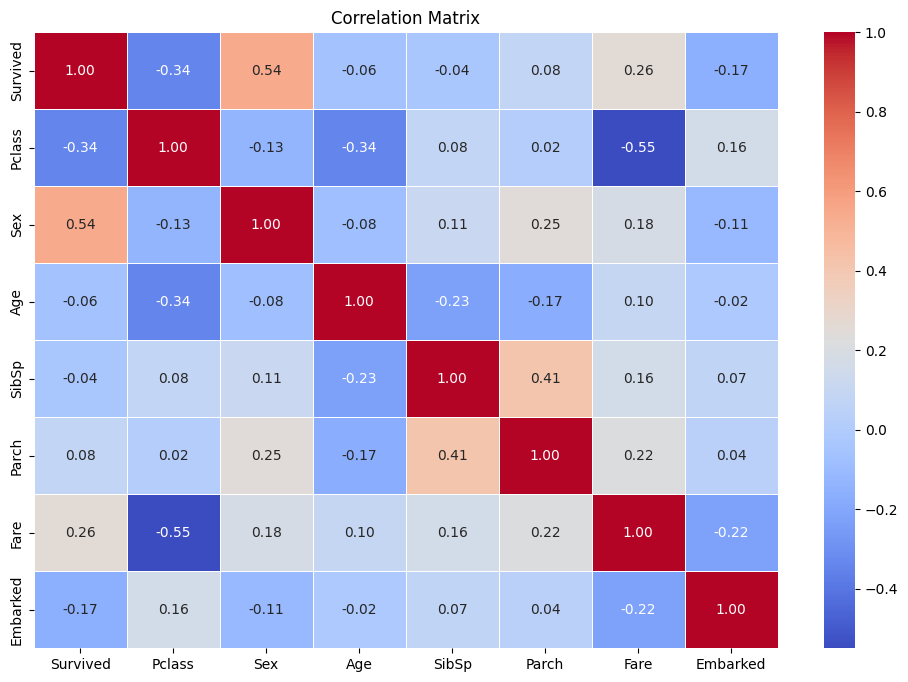 Correlation Matrix
Survived 1.00 -0.34 0.54 -0.06 -0.04 0.08 0.26 -0.17
Pclass -0.34 1.00 -0.13 -0.34 0.08 0.02 -0.55 0.16
Sex 0.54 -0.13 1.00 -0.08 0.11 0.25 0.18 -0.11
Age -0.06 -0.34 -0.08 1.00 -0.23 -0.17 0.10 -0.02
SibSp -0.04 0.08 0.11 -0.23 1.00 0.41 0.16 0.07
Parch 0.08 0.02 0.25 -0.17 0.41 1.00 0.22 0.04
Fare 0.26 -0.55 0.18 0.10 0.16 0.22 1.00 -0.22
Embarked -0.17 0.16 -0.11 -0.02 0.07 0.04 -0.22 1.00
Survived Pclass Sex Age SibSp Parch Fare Embarked
1.0
0.8
0.6
0.4
0.2
0.0
−0.2
−0.4